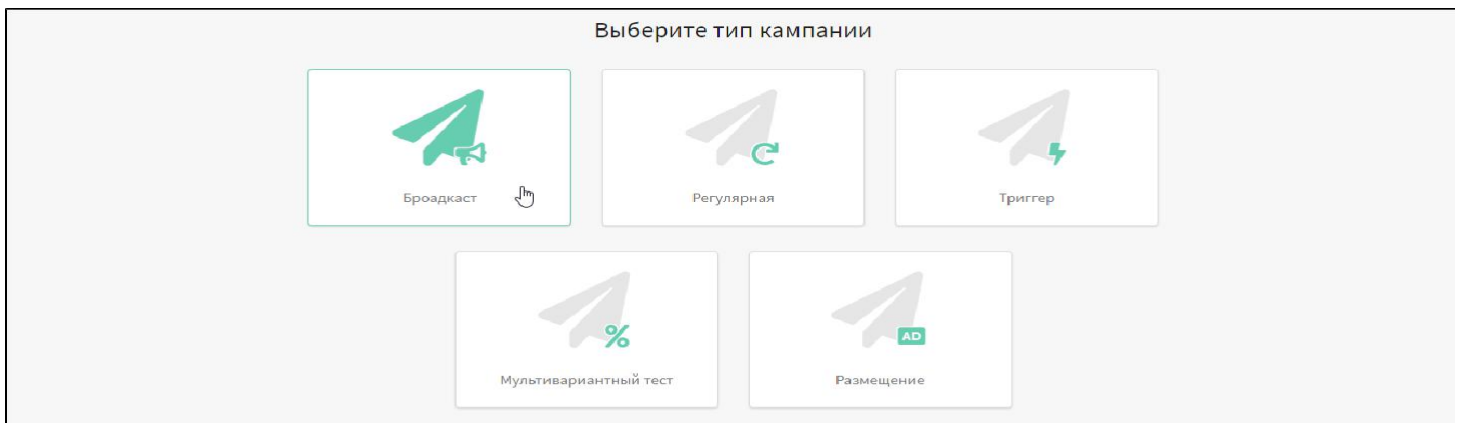 Выберите тип кампании
Броадкаст
Регулярная
Триггер
%
AD
Мультивариантный тест
Размещение